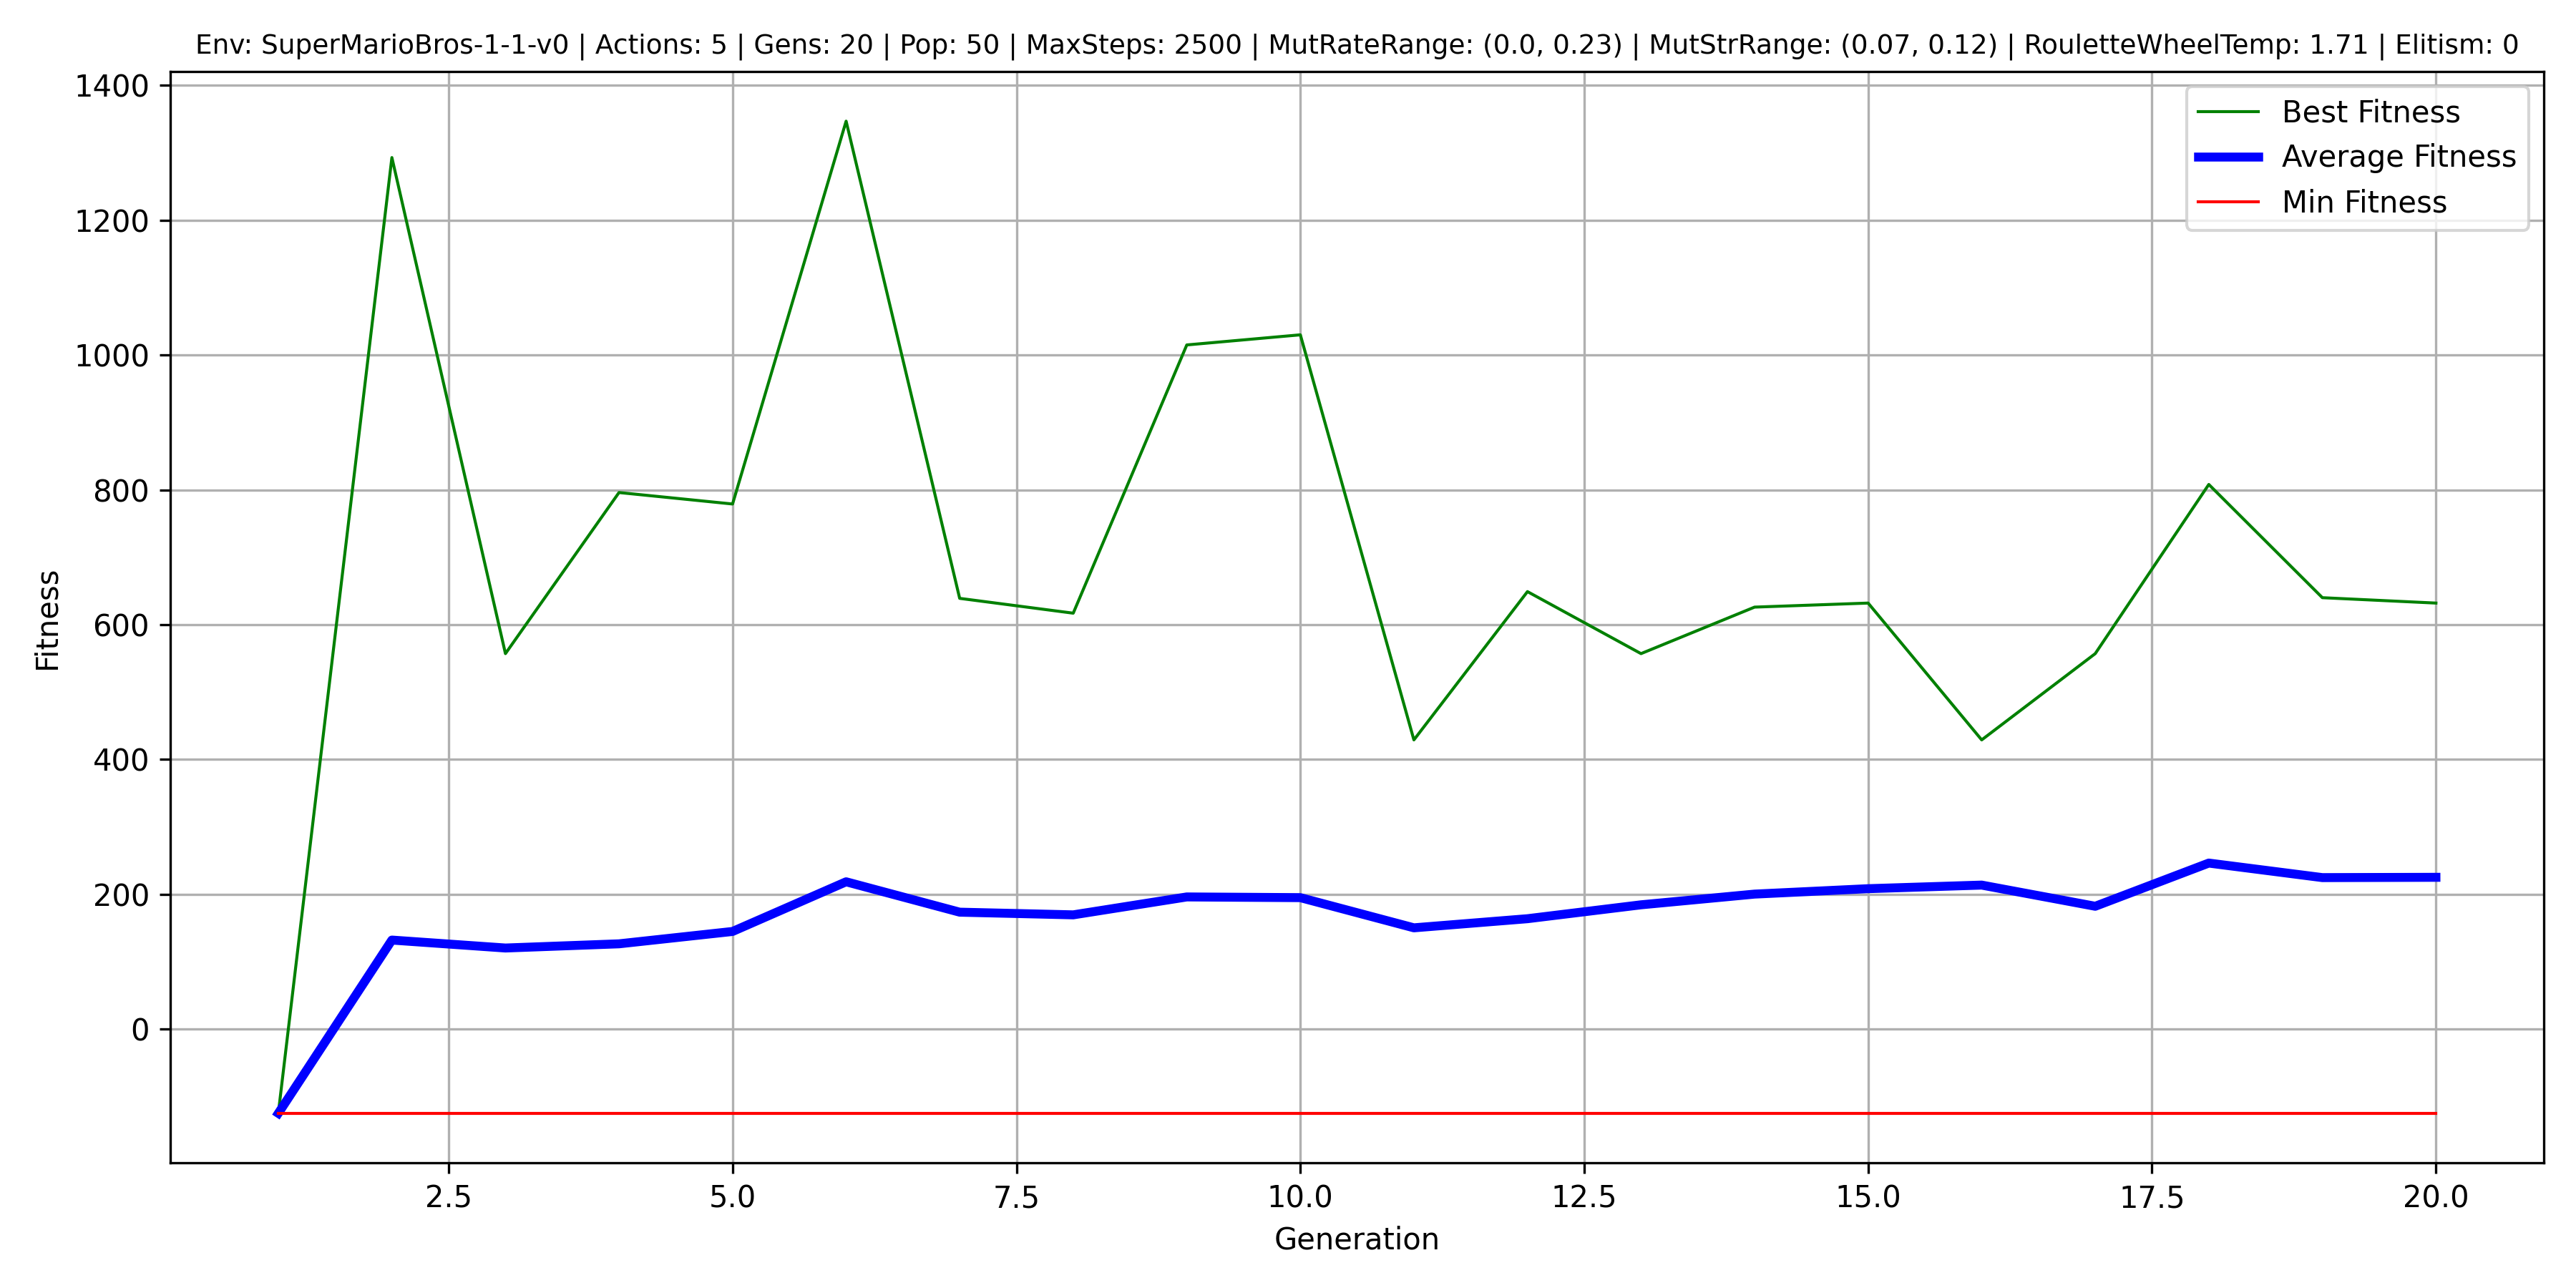 Env: SuperMarioBros-1-1-v0 | Actions: 5 | Gens: 20 | Pop: 50 | MaxSteps: 2500 | MutRateRange: (0.0, 0.23) | MutStrRange: (0.07, 0.12) | RouletteWheelTemp: 1.71 | Elitism: 0
1400
1200
1000
800
600
400
200
0
Fitness
Best Fitness
Average Fitness
Min Fitness
2.5 5.0 7.5 10.0 12.5 15.0 17.5 20.0
Generation